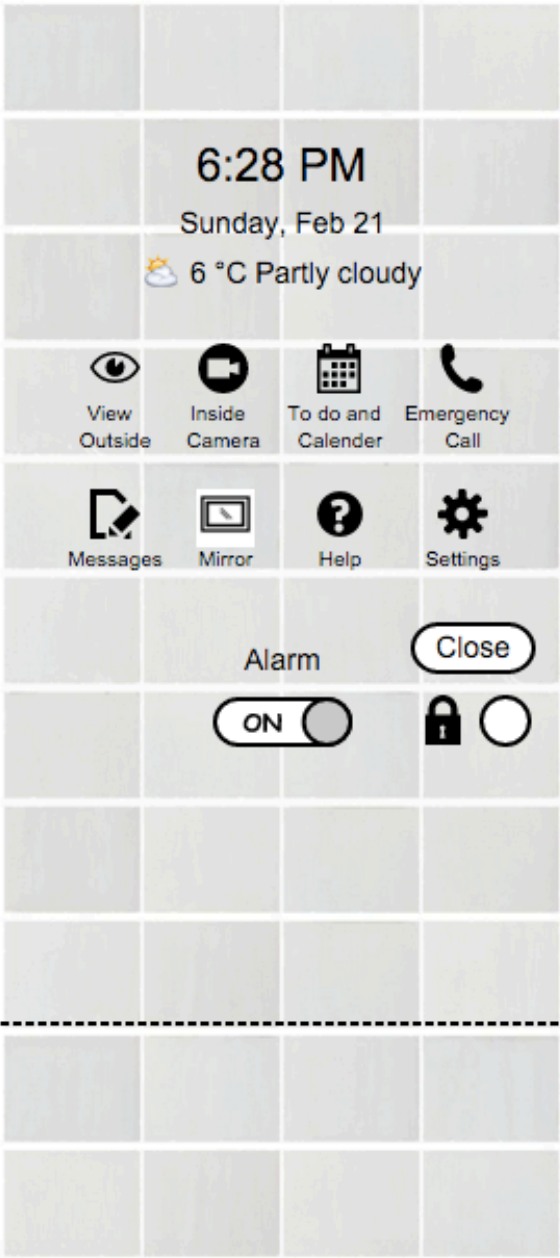 6:28 PM
Sunday, Feb 21
6 °C Partly cloudy
View Outside
Inside Camera
To do and Calender
Emergency Call
Messages
Mirror
Help
Settings
Alarm
Close
ON